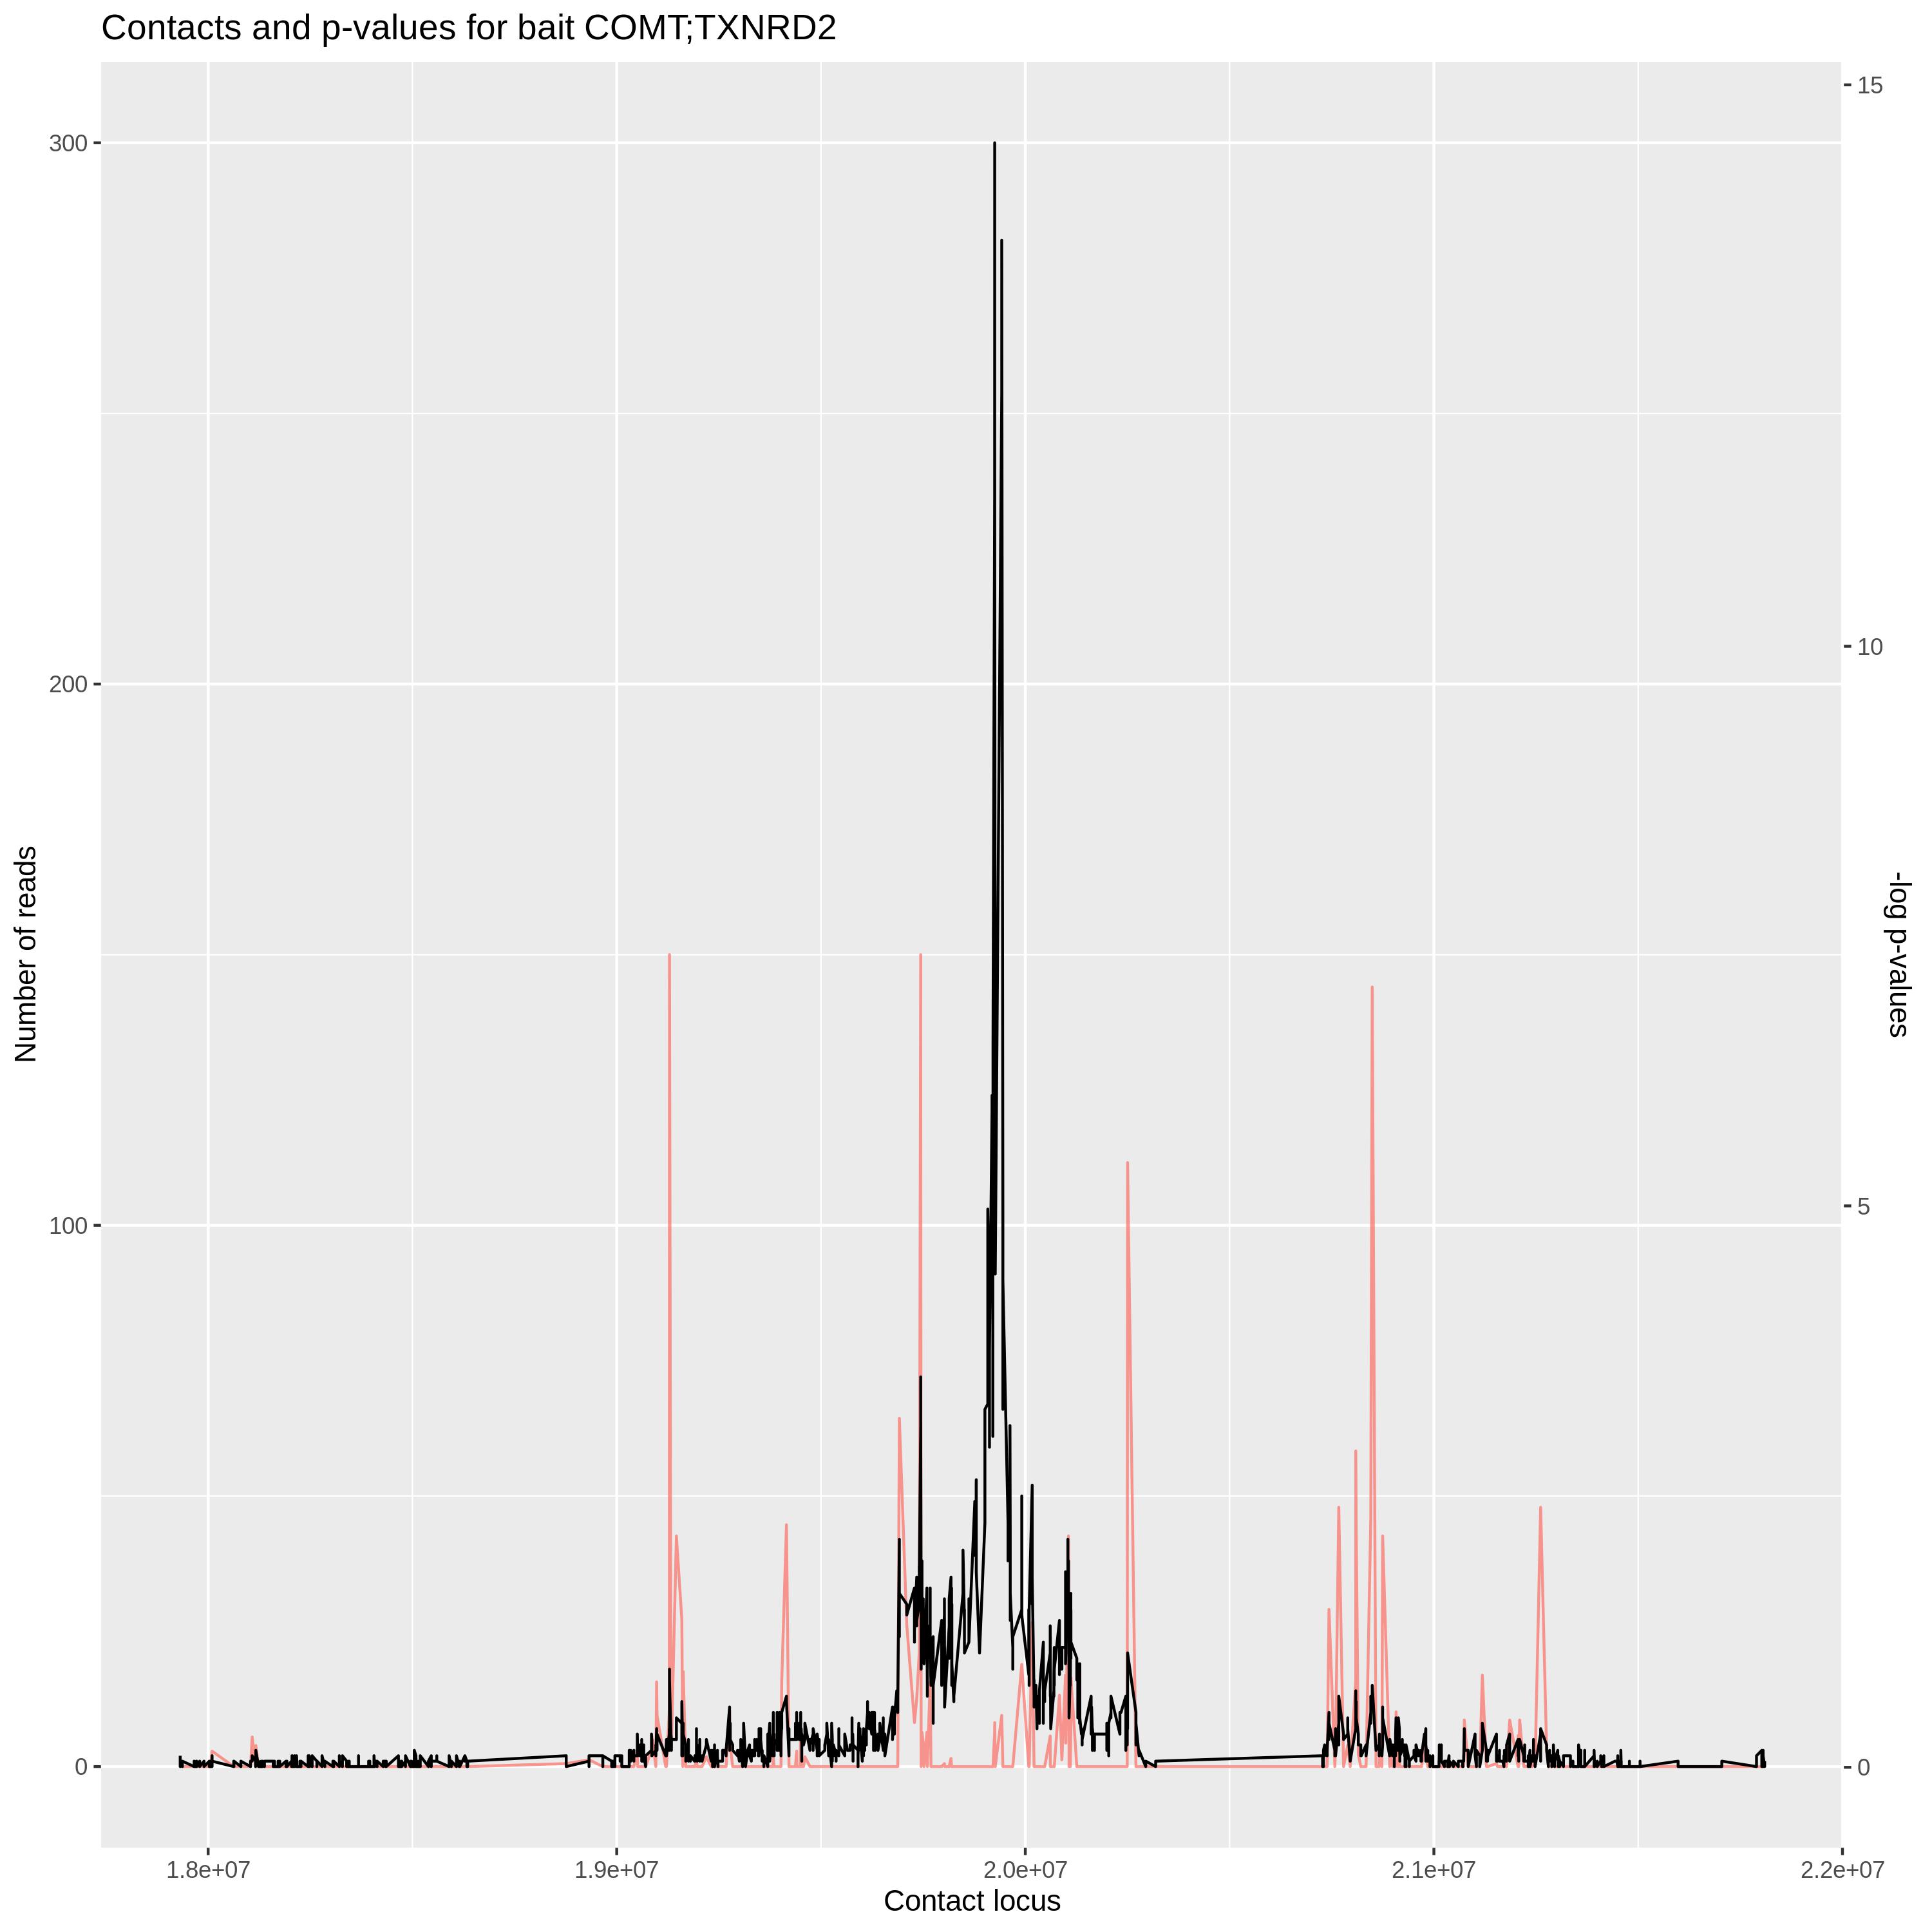 Contacts and p-values for bait COMT;TXNRD2
300
200
100
0
Number of reads
15
10
5
0
-log p-values
1.8e+07
1.9e+07
2.0e+07
2.1e+07
2.2e+07
Contact locus